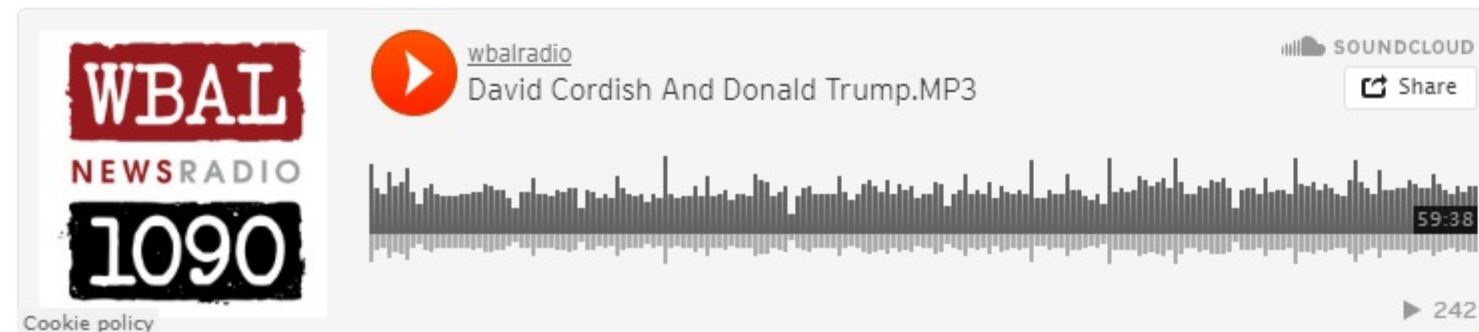 WBAL
NEWSRADIO
1090
Cookie policy
wbalradio
David Cordish And Donald Trump.MP3
SOUNDCLOUD
Share
59:38
242